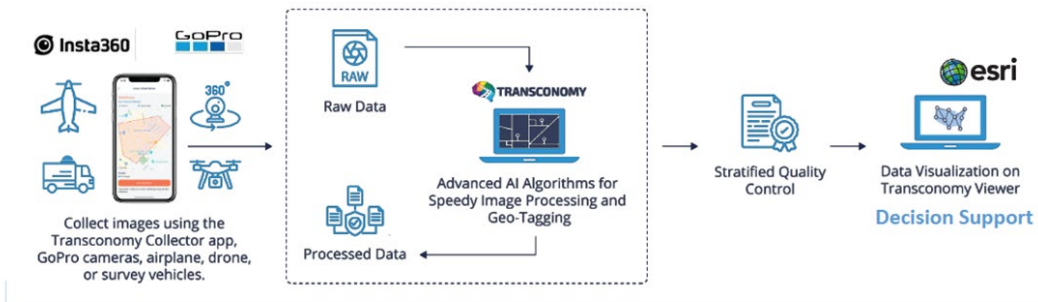 Insta360
GoPro
360°
Collect images using the
Transconomy Collector app,
GoPro cameras, airplane, drone,
or survey vehicles.
RAW
Raw Data
TRANSCONOMY
Advanced AI Algorithms for
Speedy Image Processing and
Geo-Tagging
Processed Data
Stratified Quality
Control
esri
Data Visualization on
Transconomy Viewer
Decision Support